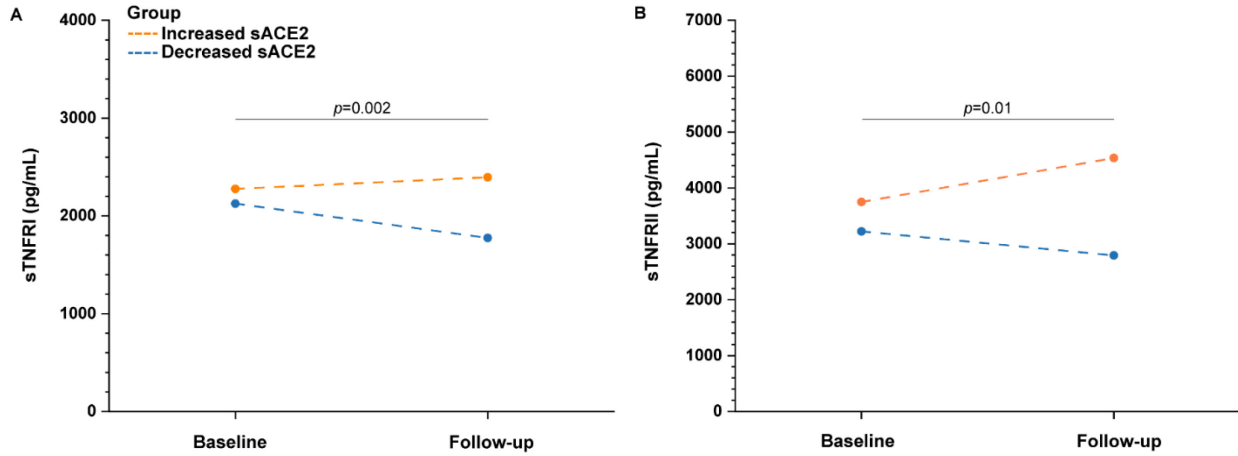 A
Group
Increased sACE2
Decreased sACE2
sTNFRI (pg/mL)
4000
3000
2000
1000
0
p=0.002
Baseline
Follow-up
B
sTNFRII (pg/mL)
7000
6000
5000
4000
3000
2000
1000
0
p=0.01
Baseline
Follow-up